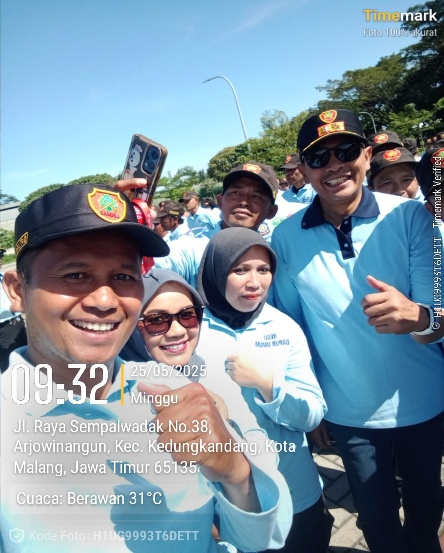 Timemark
Foto 100%akurat
09:32
25/05/2025
Minggu
Jl. Raya Sempalwadak No.38,
Arjowinangun, Kec. Kedungkandang, Kota
Malang, Jawa Timur 65135
Cuaca: Berawan 31°C
Kode Foto: H1UG9993T6DETT
© H1UG9993T6DETT Timemark Verified